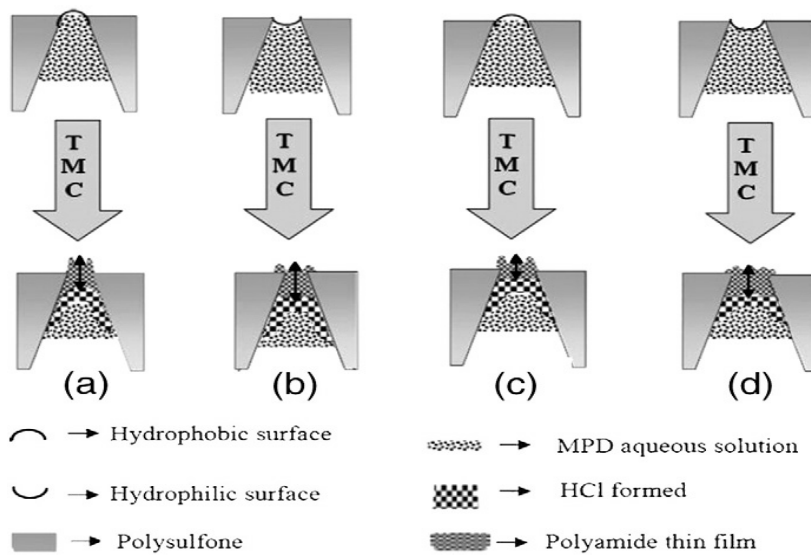 T
M
C
T
M
C
T
M
C
T
M
C
(a)
(b)
(c)
(d)
Hydrophobic surface
Hydrophilic surface
Polysulfone
MPD aqueous solution
HCl formed
Polyamide thin film